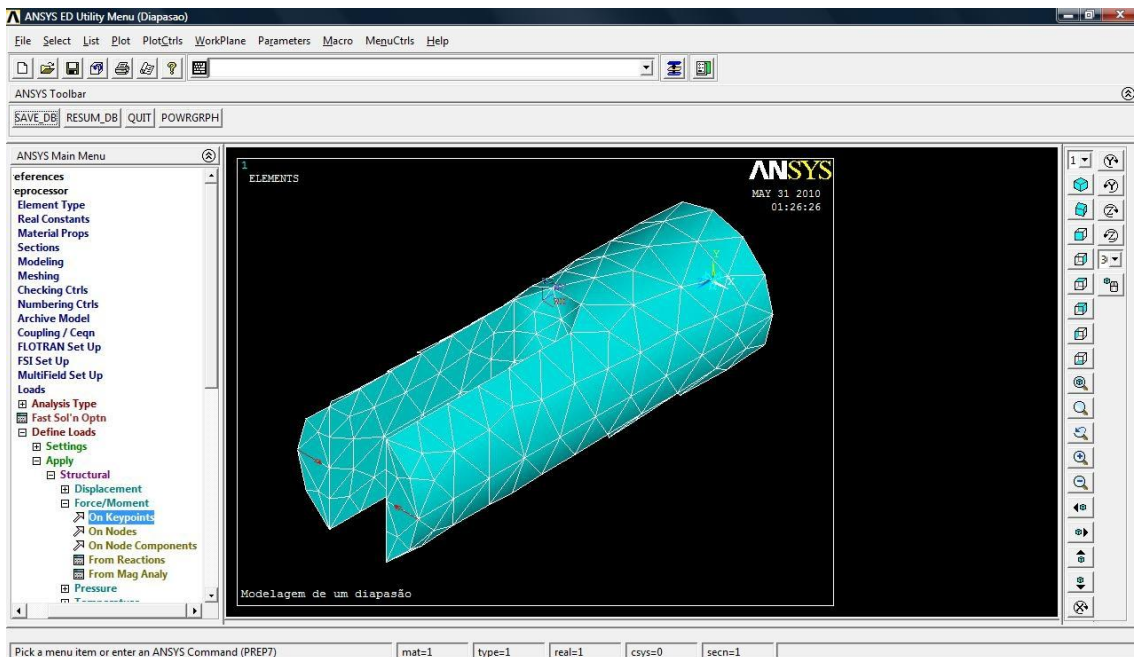 ANSYS ED Utility Menu (Diapasao)
File Select List Plot PlotCtrls WorkPlane Parameters Macro MenuCtrls Help
ANSYS Toolbar
SAVE_DB RESUM_DB QUIT POWRGRPH
ANSYS Main Menu
eferences
eprocessor
Element Type
Real Constants
Material Props
Sections
Modeling
Meshing
Checking Ctrls
Numbering Ctrls
Archive Model
Coupling / Ceqn
FLOTRAN Set Up
FSI Set Up
MultiField Set Up
Loads
Analysis Type
Fast Sol'n Optn
Define Loads
Settings
Apply
Structural
Displacement
Force/Moment
On Keypoints
On Nodes
On Node Components
From Reactions
From Mag Analy
Pressure
1
ELEMENTS
ANSYS
MAY 31 2010
01:26:26
Y
X
Modelagem de um diapasão
1
Pick a menu item or enter an ANSYS Command (PREP7) mat=1 type=1 real=1 csys=0 secn=1